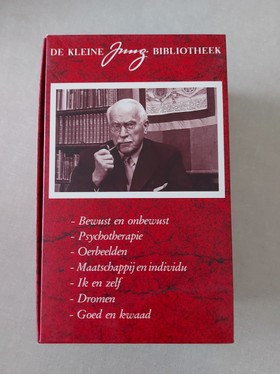 DE KLEINE Jung BIBLIOTHEEK
- Bewust en onbewust
- Psychotherapie
- Oerbeelden
- Maatschappij en individu
- Ik en zelf
- Dromen
- Goed en kwaad